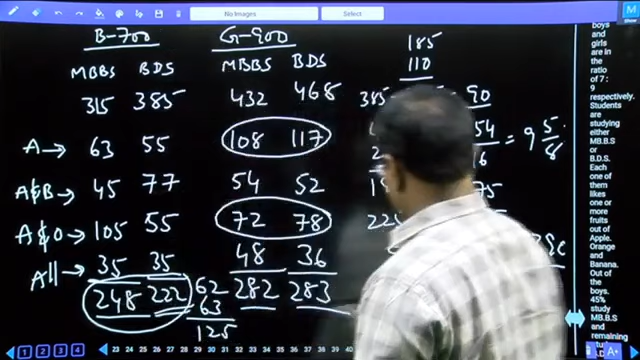 No Images
Select
B-700 G-900
MBBS BDS MBBS BDS
315 385 432 468
A→ 63 55 108 117
A&B→ 45 77 54 52
A&O→ 105 55 72 78
All→ 35 35 48 36
248 222 282 283
62
63
125
185
110
385
90
54
= 9 5/8
16
75
boys
and
girls
are in
the
ratio
of 7 :
9
respectively.
Students
are
studying
either
MBBS
or
B.D.S.
Each
one of
them
likes
one or
more
fruits
out of
Apple.
Orange
and
Banana.
Out of
the
boys.
45%
study
MBBS
and
remaining
A+
1 2 3 4 23 24 25 26 27 28 29 30 31 32 33 34 35 36 37 38 39 40